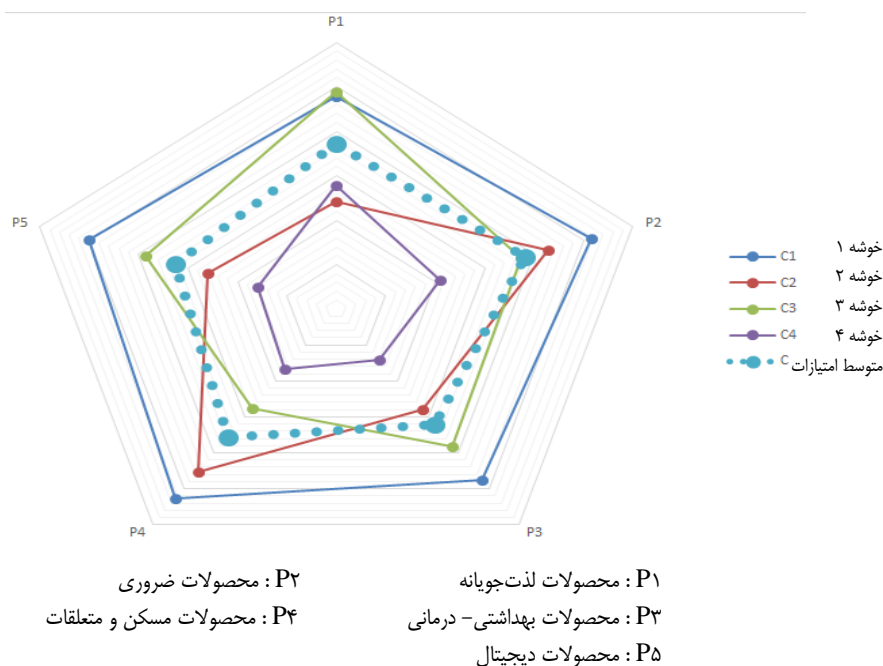 P1
P5
P2
P4
P3
C1 خوشه ۱
C2 خوشه ۲
C3 خوشه ۳
C4 خوشه ۴
C متوسط امتیازات
P۱ : محصولات لذت‌جویانه
P۲ : محصولات ضروری
P۳ : محصولات بهداشتی- درمانی
P۴ : محصولات مسکن و متعلقات
P۵ : محصولات دیجیتال